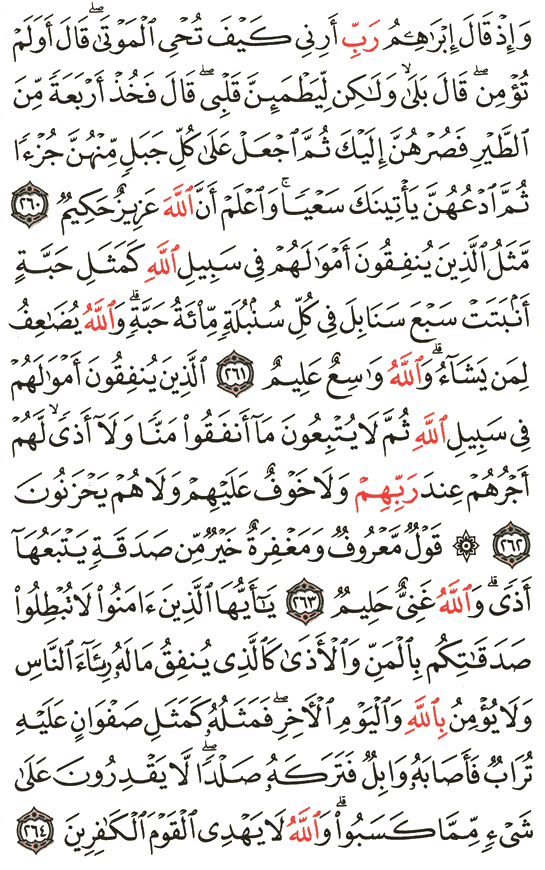 وَإِذۡ قَالَ إِبۡرَٰهِـۧمُ رَبِّ أَرِنِي كَيۡفَ تُحۡيِ ٱلۡمَوۡتَىٰۖ قَالَ أَوَلَمۡ
تُؤۡمِنۖ قَالَ بَلَىٰ وَلَٰكِن لِّيَطۡمَئِنَّ قَلۡبِيۖ قَالَ فَخُذۡ أَرۡبَعَةٗ مِّنَ
ٱلطَّيۡرِ فَصُرۡهُنَّ إِلَيۡكَ ثُمَّ ٱجۡعَلۡ عَلَىٰ كُلِّ جَبَلٖ مِّنۡهُنَّ جُزۡءٗا
ثُمَّ ٱدۡعُهُنَّ يَأۡتِينَكَ سَعۡيٗاۚ وَٱعۡلَمۡ أَنَّ ٱللَّهَ عَزِيزٌ حَكِيمٞ ٢٦٠
مَّثَلُ ٱلَّذِينَ يُنفِقُونَ أَمۡوَٰلَهُمۡ فِي سَبِيلِ ٱللَّهِ كَمَثَلِ حَبَّةٍ
أَنۢبَتَتۡ سَبۡعَ سَنَابِلَ فِي كُلِّ سُنۢبُلَةٖ مِّاْئَةُ حَبَّةٖۗ وَٱللَّهُ يُضَٰعِفُ
لِمَن يَشَآءُۗ وَٱللَّهُ وَٰسِعٌ عَلِيمٌ ٢٦١ ٱلَّذِينَ يُنفِقُونَ أَمۡوَٰلَهُمۡ
فِي سَبِيلِ ٱللَّهِ ثُمَّ لَا يُتۡبِعُونَ مَآ أَنفَقُواْ مَنّٗا وَلَآ أَذٗى لَّهُمۡ
أَجۡرُهُمۡ عِندَ رَبِّهِمۡ وَلَا خَوۡفٌ عَلَيۡهِمۡ وَلَا هُمۡ يَحۡزَنُونَ
٢٦٢ ۞ قَوۡلٞ مَّعۡرُوفٞ وَمَغۡفِرَةٌ خَيۡرٞ مِّن صَدَقَةٖ يَتۡبَعُهَآ
أَذٗىۗ وَٱللَّهُ غَنِيٌّ حَلِيمٞ ٢٦٣ يَٰٓأَيُّهَا ٱلَّذِينَ ءَامَنُواْ لَا تُبۡطِلُواْ
صَدَقَٰتِكُم بِٱلۡمَنِّ وَٱلۡأَذَىٰ كَٱلَّذِي يُنفِقُ مَالَهُۥ رِئَآءَ ٱلنَّاسِ
وَلَا يُؤۡمِنُ بِٱللَّهِ وَٱلۡيَوۡمِ ٱلۡأٓخِرِۖ فَمَثَلُهُۥ كَمَثَلِ صَفۡوَانٍ عَلَيۡهِ
تُرَابٞ فَأَصَابَهُۥ وَابِلٞ فَتَرَكَهُۥ صَلۡدٗاۖ لَّا يَقۡدِرُونَ عَلَىٰ
شَيۡءٖ مِّمَّا كَسَبُواْۗ وَٱللَّهُ لَا يَهۡدِي ٱلۡقَوۡمَ ٱلۡكَٰفِرِينَ ٢٦٤